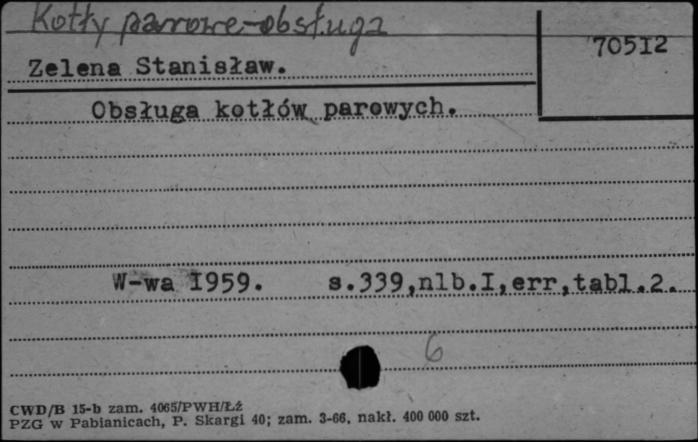 Kotły parowe-obsługa
70512
Zelena Stanisław.
Obsługa kotłów parowych.
W-wa 1959. s.339,nlb.I,err,tabl.2.
6
CWD/B 15-b zam. 4065/PWH/Łź
PZG w Pabianicach, P. Skargi 40; zam. 3-66, nakł. 400 000 szt.